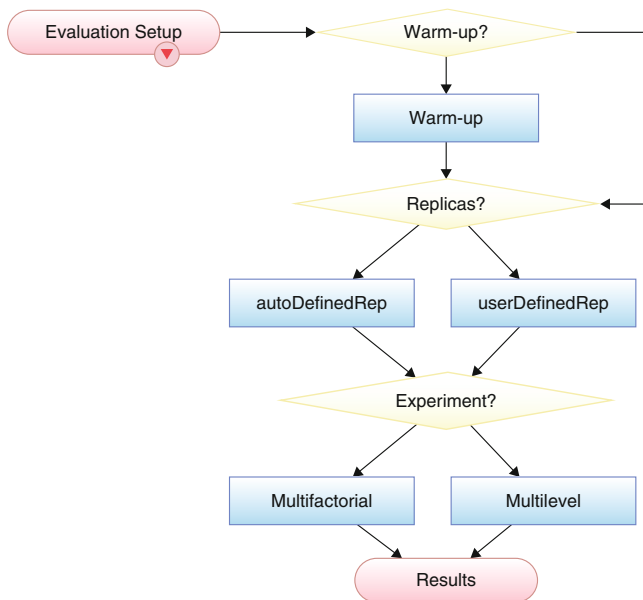 Evaluation Setup
Warm-up?
Warm-up
Replicas?
autoDefinedRep
userDefinedRep
Experiment?
Multifactorial
Multilevel
Results